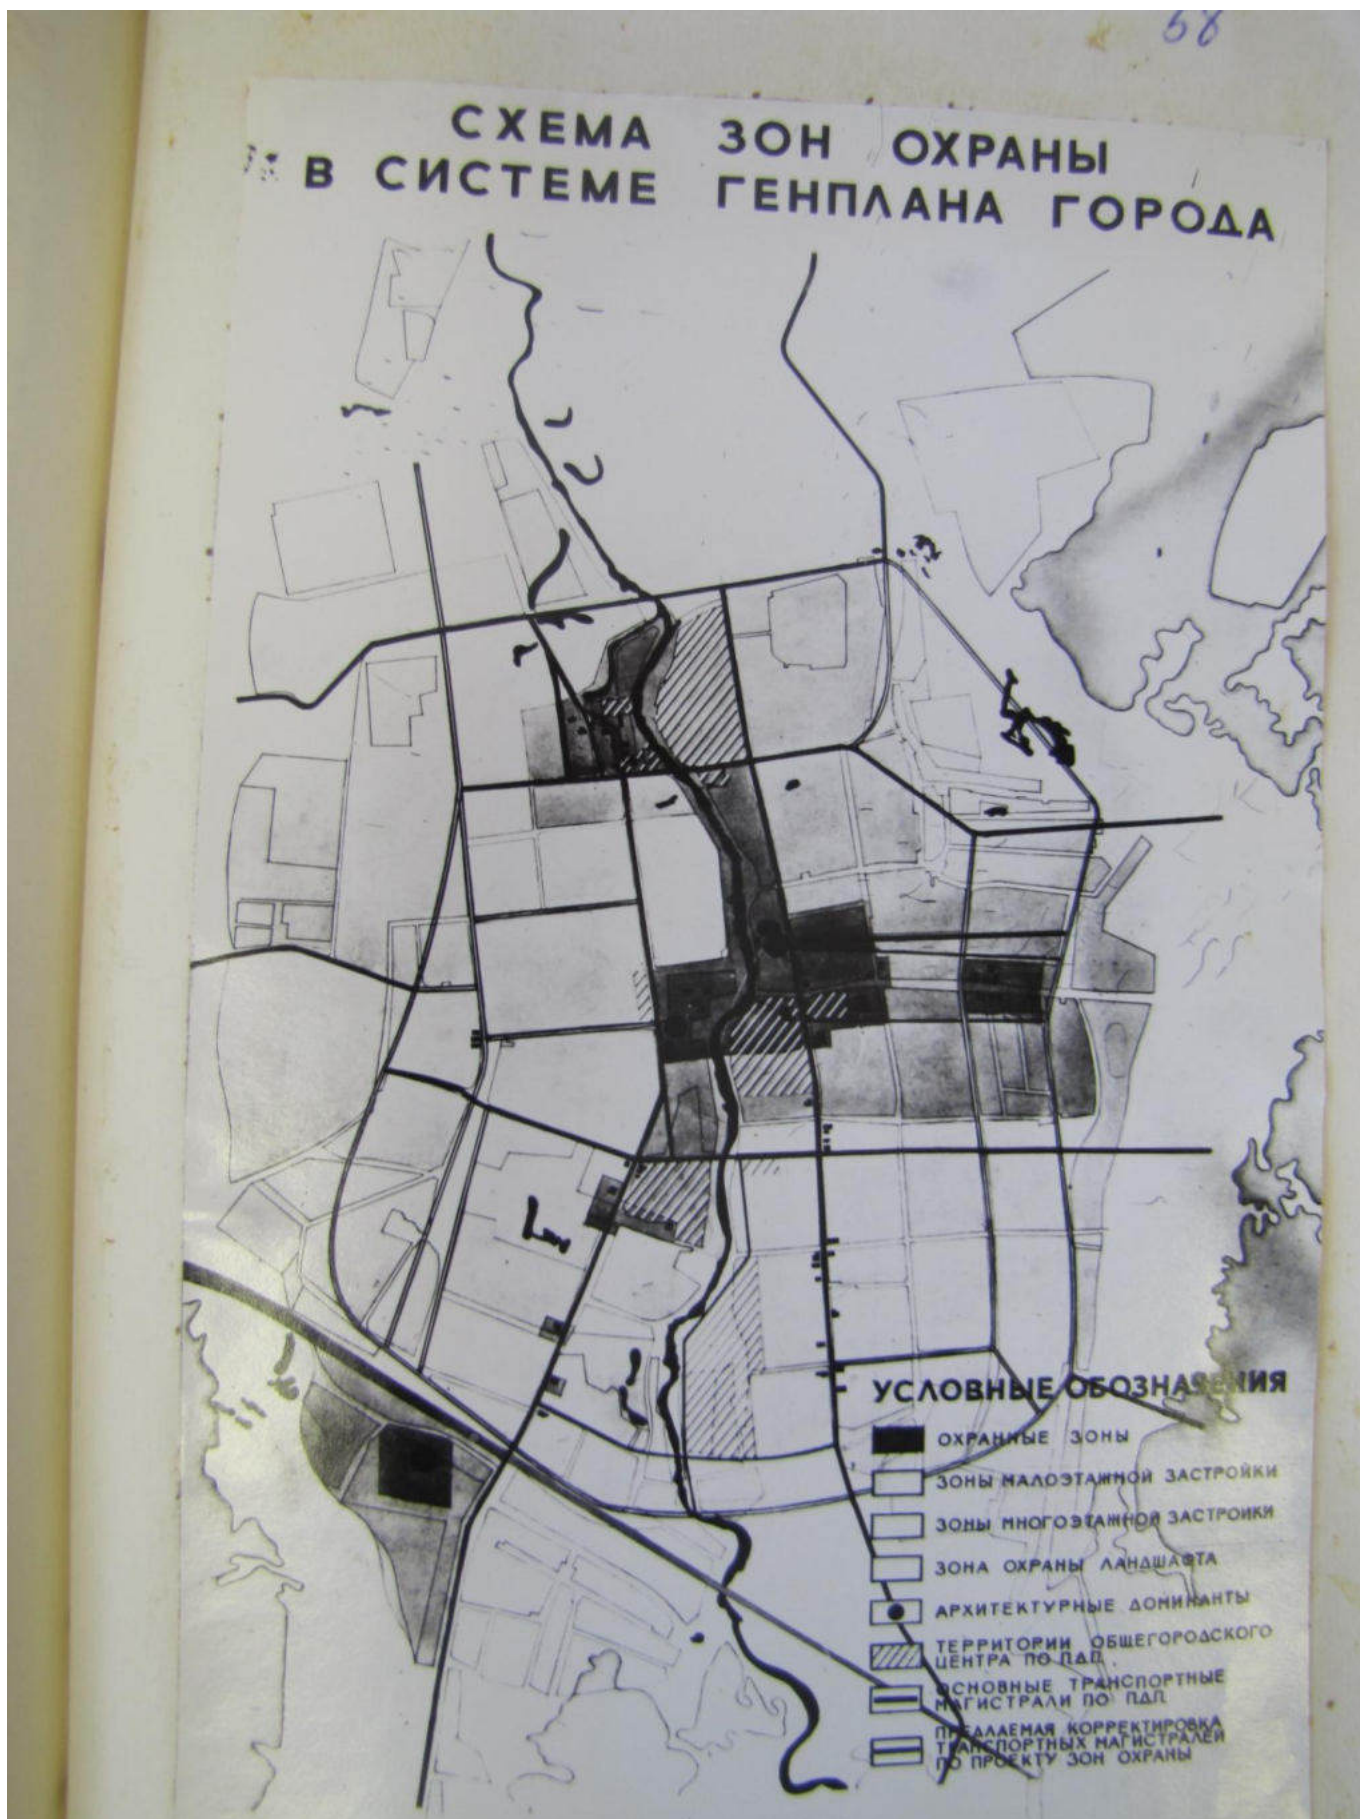 58
СХЕМА ЗОН ОХРАНЫ
В СИСТЕМЕ ГЕНПЛАНА ГОРОДА
УСЛОВНЫЕ ОБОЗНАЧЕНИЯ
ОХРАННЫЕ ЗОНЫ
ЗОНЫ МАЛОЭТАЖНОЙ ЗАСТРОЙКИ
ЗОНЫ МНОГОЭТАЖНОЙ ЗАСТРОЙКИ
ЗОНА ОХРАНЫ ЛАНДШАФТА
АРХИТЕКТУРНЫЕ ДОМИНАНТЫ
ТЕРРИТОРИИ ОБЩЕГОРОДСКОГО
ЦЕНТРА ПО ПДП
ОСНОВНЫЕ ТРАНСПОРТНЫЕ
МАГИСТРАЛИ ПО ПДП
ПРЕДЛАЕМАЯ КОРРЕКТИРОВКА
ТРАНСПОРТНЫХ МАГИСТРАЛЕЙ
ПО ПРОЕКТУ ЗОН ОХРАНЫ